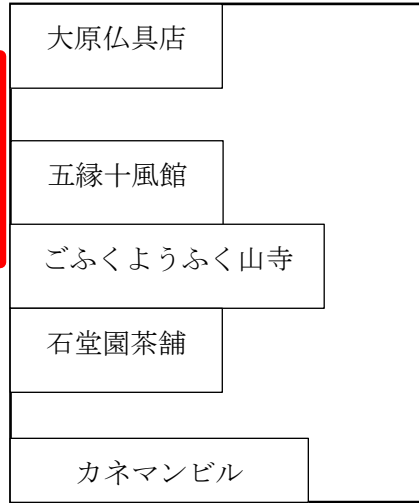 大原仏具店
五縁十風館
ごふくようふく山寺
石堂園茶舗
カネマンビル